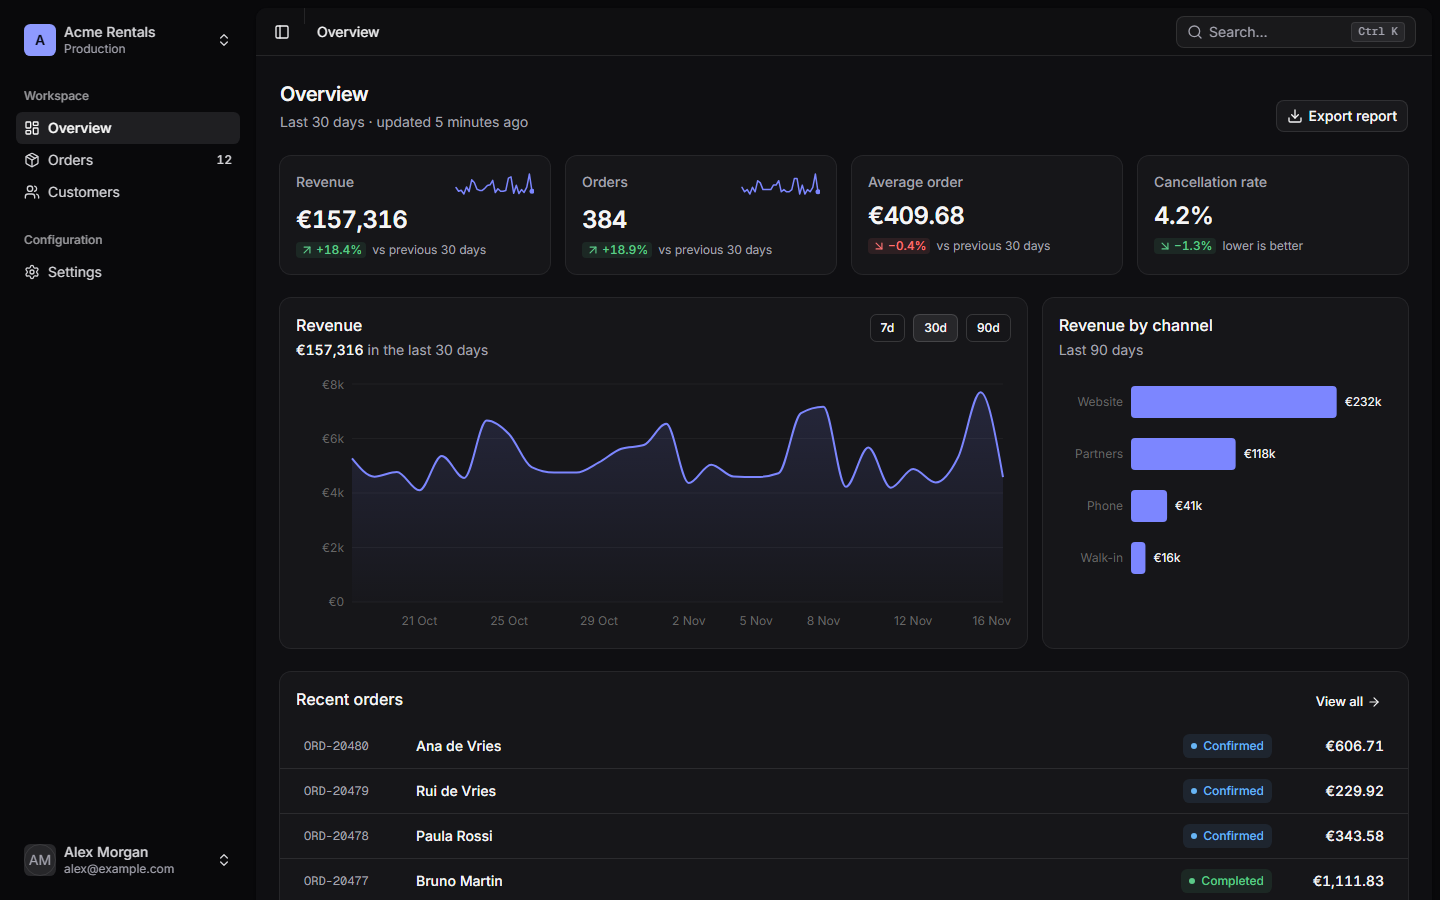 A
Acme Rentals
Production
Workspace
Overview
Orders 12
Customers
Configuration
Settings
AM
Alex Morgan
alex@example.com
Overview
Search...
Ctrl K
Overview
Last 30 days · updated 5 minutes ago
Export report
Revenue
€157,316
+18.4% vs previous 30 days
Orders
384
+18.9% vs previous 30 days
Average order
€409.68
−0.4% vs previous 30 days
Cancellation rate
4.2%
−1.3% lower is better
Revenue
€157,316 in the last 30 days
7d 30d 90d
€8k
€6k
€4k
€2k
€0
21 Oct 25 Oct 29 Oct 2 Nov 5 Nov 8 Nov 12 Nov 16 Nov
Revenue by channel
Last 90 days
Website €232k
Partners €118k
Phone €41k
Walk-in €16k
Recent orders
View all
ORD-20480 Ana de Vries Confirmed €606.71
ORD-20479 Rui de Vries Confirmed €229.92
ORD-20478 Paula Rossi Confirmed €343.58
ORD-20477 Bruno Martin Completed €1,111.83